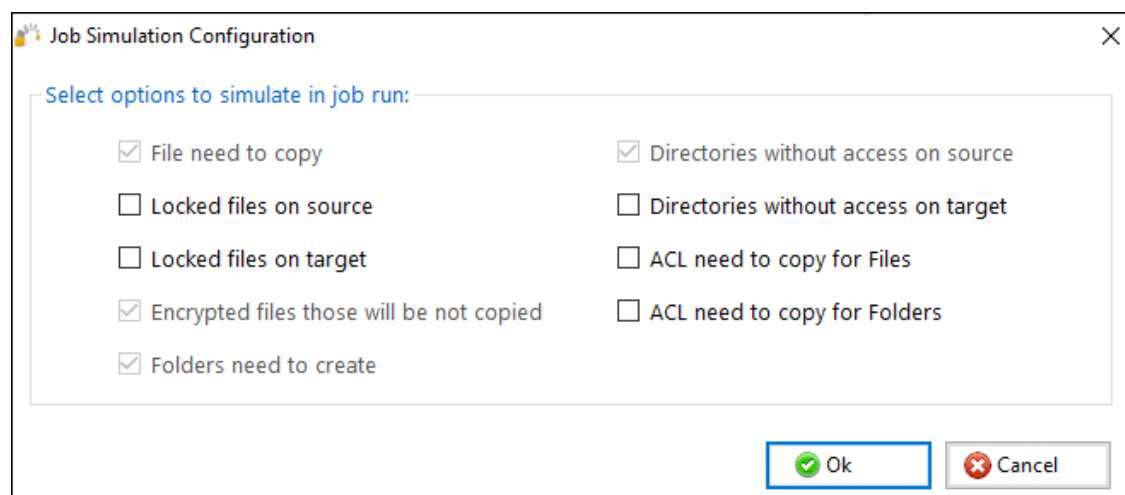 Job Simulation Configuration
Select options to simulate in job run:
File need to copy
Locked files on source
Locked files on target
Encrypted files those will be not copied
Folders need to create
Directories without access on source
Directories without access on target
ACL need to copy for Files
ACL need to copy for Folders
Ok
Cancel